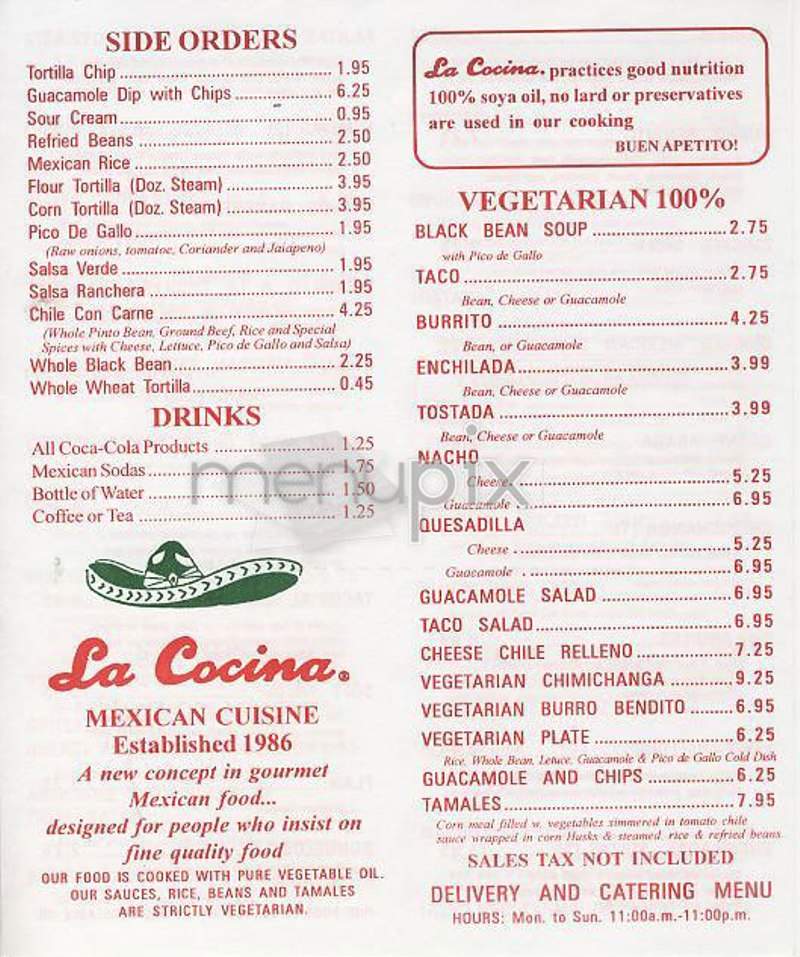 SIDE ORDERS
Tortilla Chip 1.95
Guacamole Dip with Chips 6.25
Sour Cream 0.95
Refried Beans 2.50
Mexican Rice 2.50
Flour Tortilla (Doz. Steam) 3.95
Corn Tortilla (Doz. Steam) 3.95
Pico De Gallo 1.95
(Raw onions, tomatoe, Coriander and Jalapeno)
Salsa Verde 1.95
Salsa Ranchera 1.95
Chile Con Carne 4.25
(Whole Pinto Bean, Ground Beef, Rice and Special
Spices with Cheese, Lettuce, Pico de Gallo and Salsa)
Whole Black Bean 2.25
Whole Wheat Tortilla 0.45
DRINKS
All Coca-Cola Products 1.25
Mexican Sodas 1.75
Bottle of Water 1.50
Coffee or Tea 1.25
La Cocina.
MEXICAN CUISINE
Established 1986
A new concept in gourmet
Mexican food...
designed for people who insist on
fine quality food
OUR FOOD IS COOKED WITH PURE VEGETABLE OIL.
OUR SAUCES, RICE, BEANS AND TAMALES
ARE STRICTLY VEGETARIAN.
La Cocina. practices good nutrition
100% soya oil, no lard or preservatives
are used in our cooking
BUEN APETITO!
VEGETARIAN 100%
BLACK BEAN SOUP 2.75
with Pico de Gallo
TACO 2.75
Bean, Cheese or Guacamole
BURRITO 4.25
Bean, or Guacamole
ENCHILADA 3.99
Bean, Cheese or Guacamole
TOSTADA 3.99
Bean, Cheese or Guacamole
NACHO
Cheese 5.25
Guacamole 6.95
QUESADILLA
Cheese 5.25
Guacamole 6.95
GUACAMOLE SALAD 6.95
TACO SALAD 6.95
CHEESE CHILE RELLENO 7.25
VEGETARIAN CHIMICHANGA 9.25
VEGETARIAN BURRO BENDITO 6.95
VEGETARIAN PLATE 6.25
Rice, Whole Bean, Letuce, Guacamole & Pico de Gallo Cold Dish
GUACAMOLE AND CHIPS 6.25
TAMALES 7.95
Corn meal filled w. vegetables simmered in tomato chile
sauce wrapped in corn Husks & steamed, rice & refried beans
SALES TAX NOT INCLUDED
DELIVERY AND CATERING MENU
HOURS: Mon. to Sun. 11:00a.m.-11:00p.m.
menupix